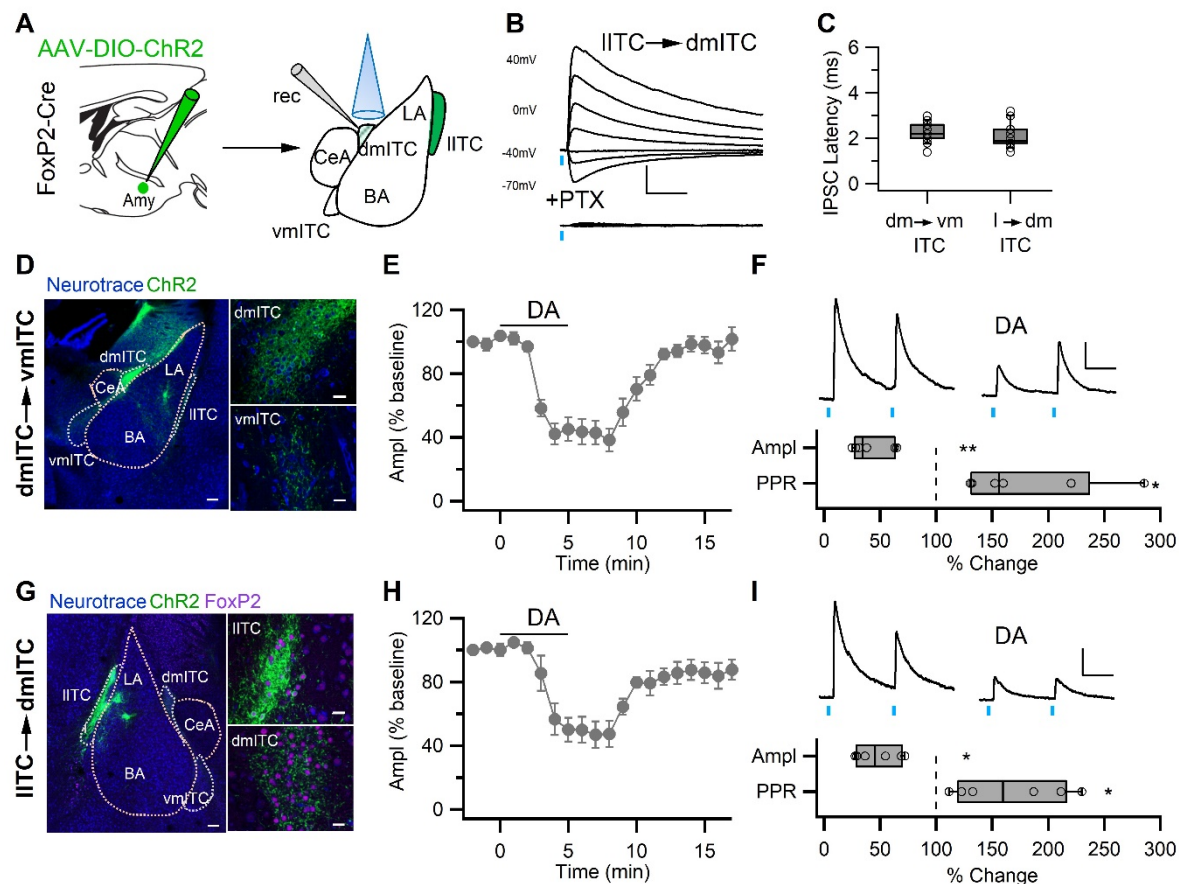 A
AAV-DIO-ChR2
FoxP2-Cre
Amy
rec
LA
CeA
dmITC
lITC
BA
vmITC
B
lITC dmITC
40mV
0mV
-40mV
-70mV
+PTX
C
IPSC Latency (ms)
6
4
2
0
dm vm
ITC
l dm
ITC
D
Neurotrace ChR2
dmITC vmITC
dmITC
LA
CeA
lITC
BA
vmITC
dmITC
vmITC
E
DA
Ampl (% baseline)
120
80
40
0
0 5 10 15
Time (min)
F
DA
Ampl
**
PPR
*
0 50 100 150 200 250 300
% Change
G
Neurotrace ChR2 FoxP2
lITC dmITC
LA
dmITC
lITC
CeA
BA
vmITC
lITC
dmITC
H
DA
Ampl (% baseline)
120
80
40
0
0 5 10 15
Time (min)
I
DA
Ampl
*
PPR
*
0 50 100 150 200 250 300
% Change